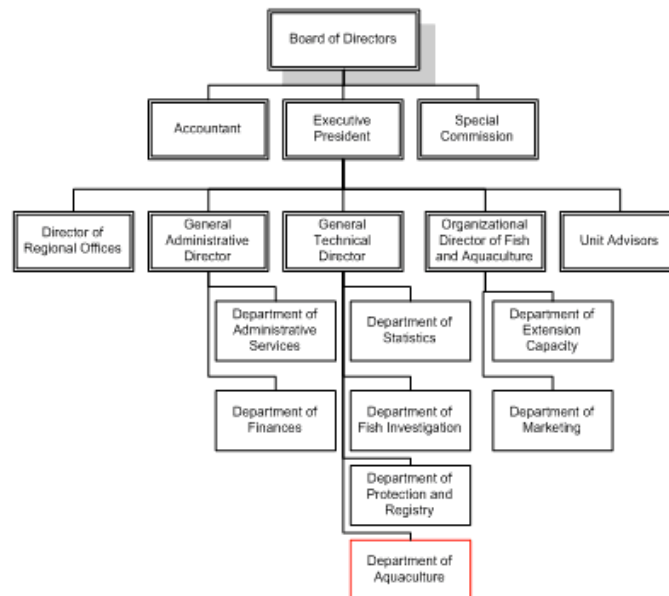 Board of Directors
Accountant
Executive
President
Special
Commission
Director of
Regional Offices
General
Administrative
Director
General
Technical
Director
Organizational
Director of Fish
and Aquaculture
Unit Advisors
Department of
Administrative
Services
Department of
Statistics
Department of
Extension
Capacity
Department of
Finances
Department of
Fish Investigation
Department of
Marketing
Department of
Protection and
Registry
Department of
Aquaculture